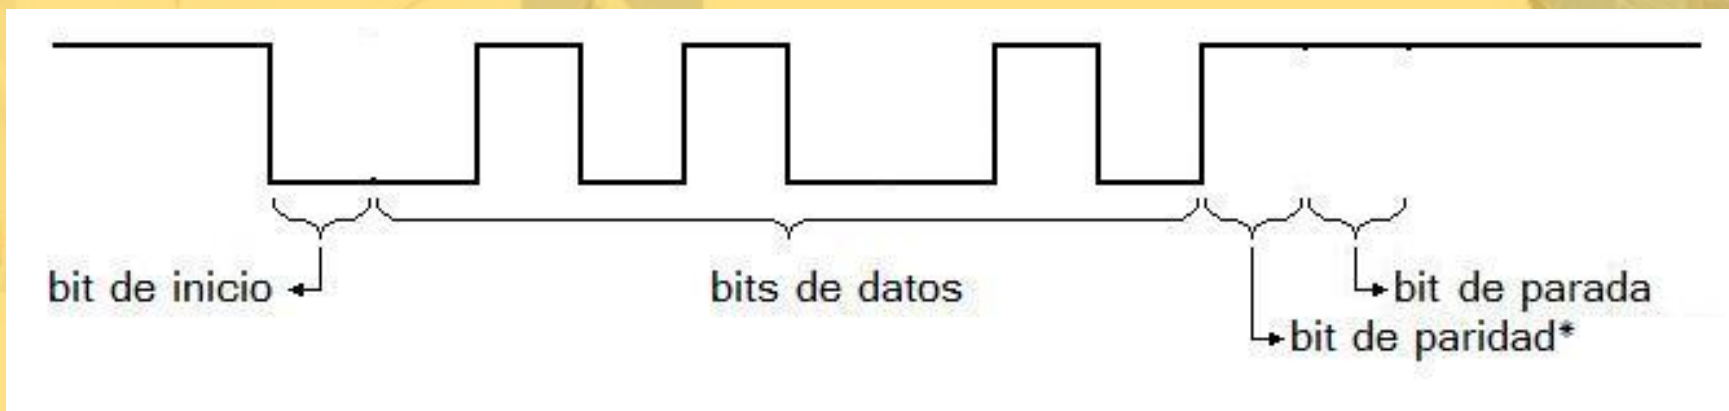 bit de inicio
bits de datos
bit de parada
bit de paridad*